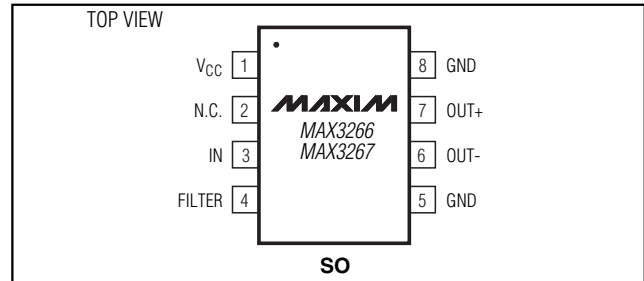 TOP VIEW
VCC 1
N.C. 2
IN 3
FILTER 4
MAXIM
MAX3266
MAX3267
8 GND
7 OUT+
6 OUT-
5 GND
SO